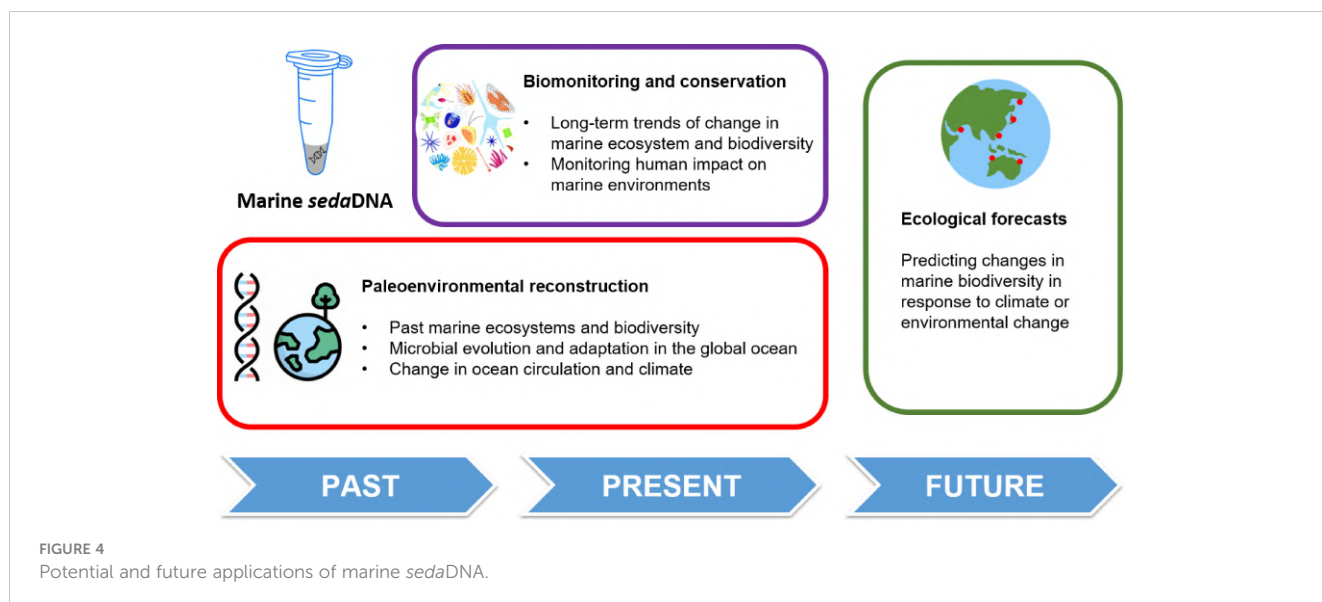 Marine sedaDNA
Biomonitoring and conservation
• Long-term trends of change in
marine ecosystem and biodiversity
• Monitoring human impact on
marine environments
Paleoenvironmental reconstruction
• Past marine ecosystems and biodiversity
• Microbial evolution and adaptation in the global ocean
• Change in ocean circulation and climate
Ecological forecasts
Predicting changes in
marine biodiversity in
response to climate or
environmental change
PAST
PRESENT
FUTURE
FIGURE 4
Potential and future applications of marine sedaDNA.